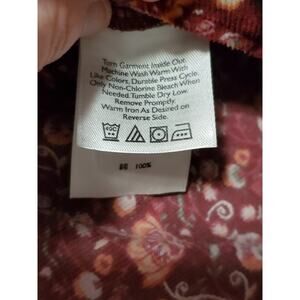 Turn Garment Inside Out.
Machine Wash Warm With
Like Colors, Durable Press Cycle.
Only Non-Chlorine Bleach When
Needed. Tumble Dry Low.
Remove Promptly.
Warm Iron As Desired on
Reverse Side.
40C
100%